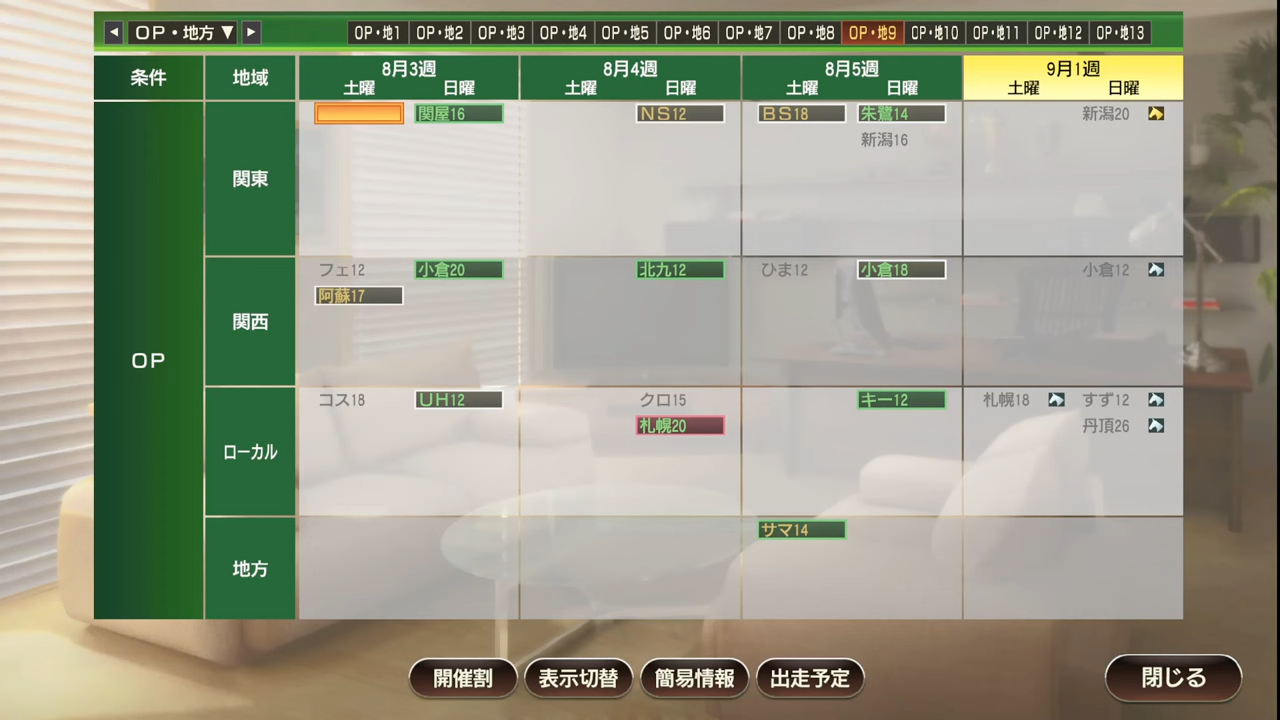 ◀ OP・地方▼ ▶ OP・地1 OP・地2 OP・地3 OP・地4 OP・地5 OP・地6 OP・地7 OP・地8 OP・地9 OP・地10 OP・地11 OP・地12 OP・地13
条件 地域 8月3週 8月4週 8月5週 9月1週
土曜 日曜 土曜 日曜 土曜 日曜 土曜 日曜
OP
関東
関屋16 NS12 BS18 朱鷺14 新潟20
新潟16
関西
フェ12 小倉20 北九12 ひま12 小倉18 小倉12
阿蘇17
ローカル
コス18 UH12 クロ15 キー12 札幌18 すず12
札幌20 丹頂26
地方
サマ14
開催割 表示切替 簡易情報 出走予定 閉じる